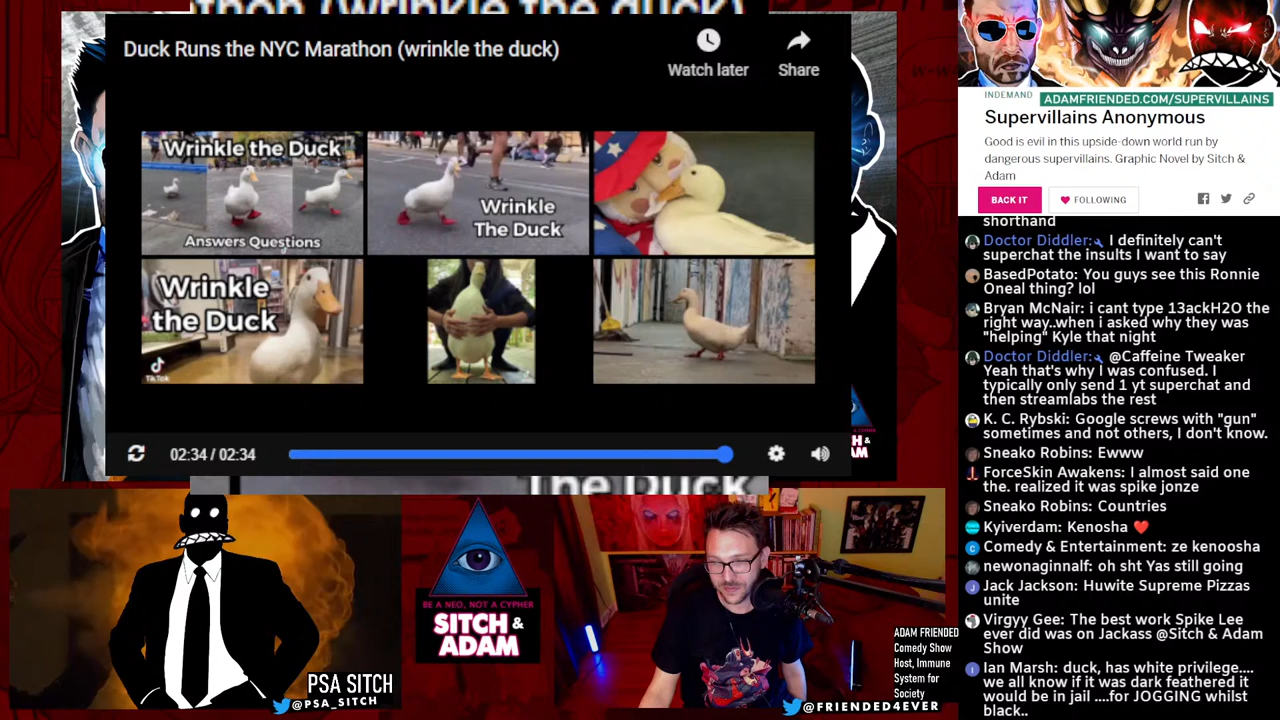 thon (wrinkle the duck)
Duck Runs the NYC Marathon (wrinkle the duck)
Watch later
Share
Wrinkle the Duck
Answers Questions
Wrinkle
The Duck
Wrinkle
the Duck
TikTok
02:34 / 02:34
H &
AM
The Duck
BE A NEO, NOT A CYPHER
SITCH &
ADAM
PSA SITCH
@PSA_SITCH
ADAM FRIENDED
Comedy Show
Host, Immune
System for
Society
@FRIENDED4EVER
INDEMAND
ADAMFRIENDED.COM/SUPERVILLAINS
Supervillains Anonymous
Good is evil in this upside-down world run by
dangerous supervillains. Graphic Novel by Sitch &
Adam
BACK IT
FOLLOWING
shorthand
Doctor Diddler: I definitely can't
superchat the insults I want to
say
BasedPotato: You guys see this Ronnie
Oneal thing? lol
Bryan McNair: i cant type 13ackH2O the
right way..when i asked why they was
"helping" Kyle that night
Doctor Diddler: @Caffeine Tweaker
Yeah that's why I was confused. I
typically only send 1 yt superchat and
then streamlabs the rest
K. C. Rybski: Google screws with "gun"
sometimes and not others, I don't know.
Sneako Robins: Ewww
ForceSkin Awakens: I almost said one
the. realized it was spike jonze
Sneako Robins: Countries
Kyiverdam: Kenosha ❤️
Comedy & Entertainment: ze kenoosha
newonaginnalf: oh sht Yas still going
Jack Jackson: Huwite Supreme Pizzas
unite
Virgyy Gee: The best work Spike Lee
ever did was on Jackass @Sitch & Adam
Show
Ian Marsh: duck, has white privilege....
we all know if it was dark feathered it
would be in jail ....for JOGGING whilst
black..